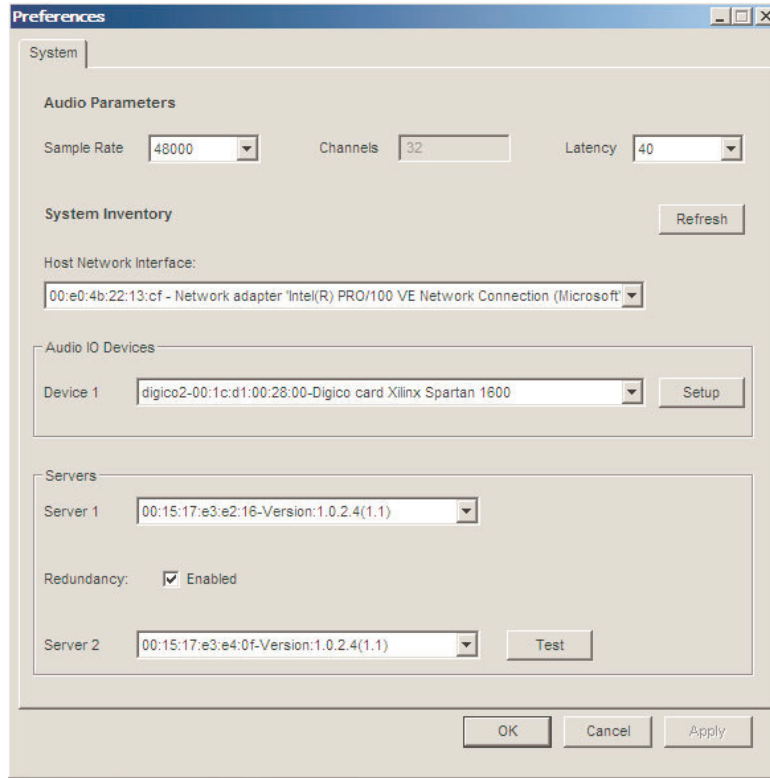 Preferences
System
Audio Parameters
Sample Rate 48000 Channels 32 Latency 40
System Inventory Refresh
Host Network Interface:
00:e0:4b:22:13:cf - Network adapter 'Intel(R) PRO/100 VE Network Connection (Microsoft'
Audio IO Devices
Device 1 digico2-00:1c:d1:00:28:00-Digico card Xilinx Spartan 1600 Setup
Servers
Server 1 00:15:17:e3:e2:16-Version:1.0.2.4(1.1)
Redundancy: Enabled
Server 2 00:15:17:e3:e4:0f-Version:1.0.2.4(1.1) Test
OK Cancel Apply